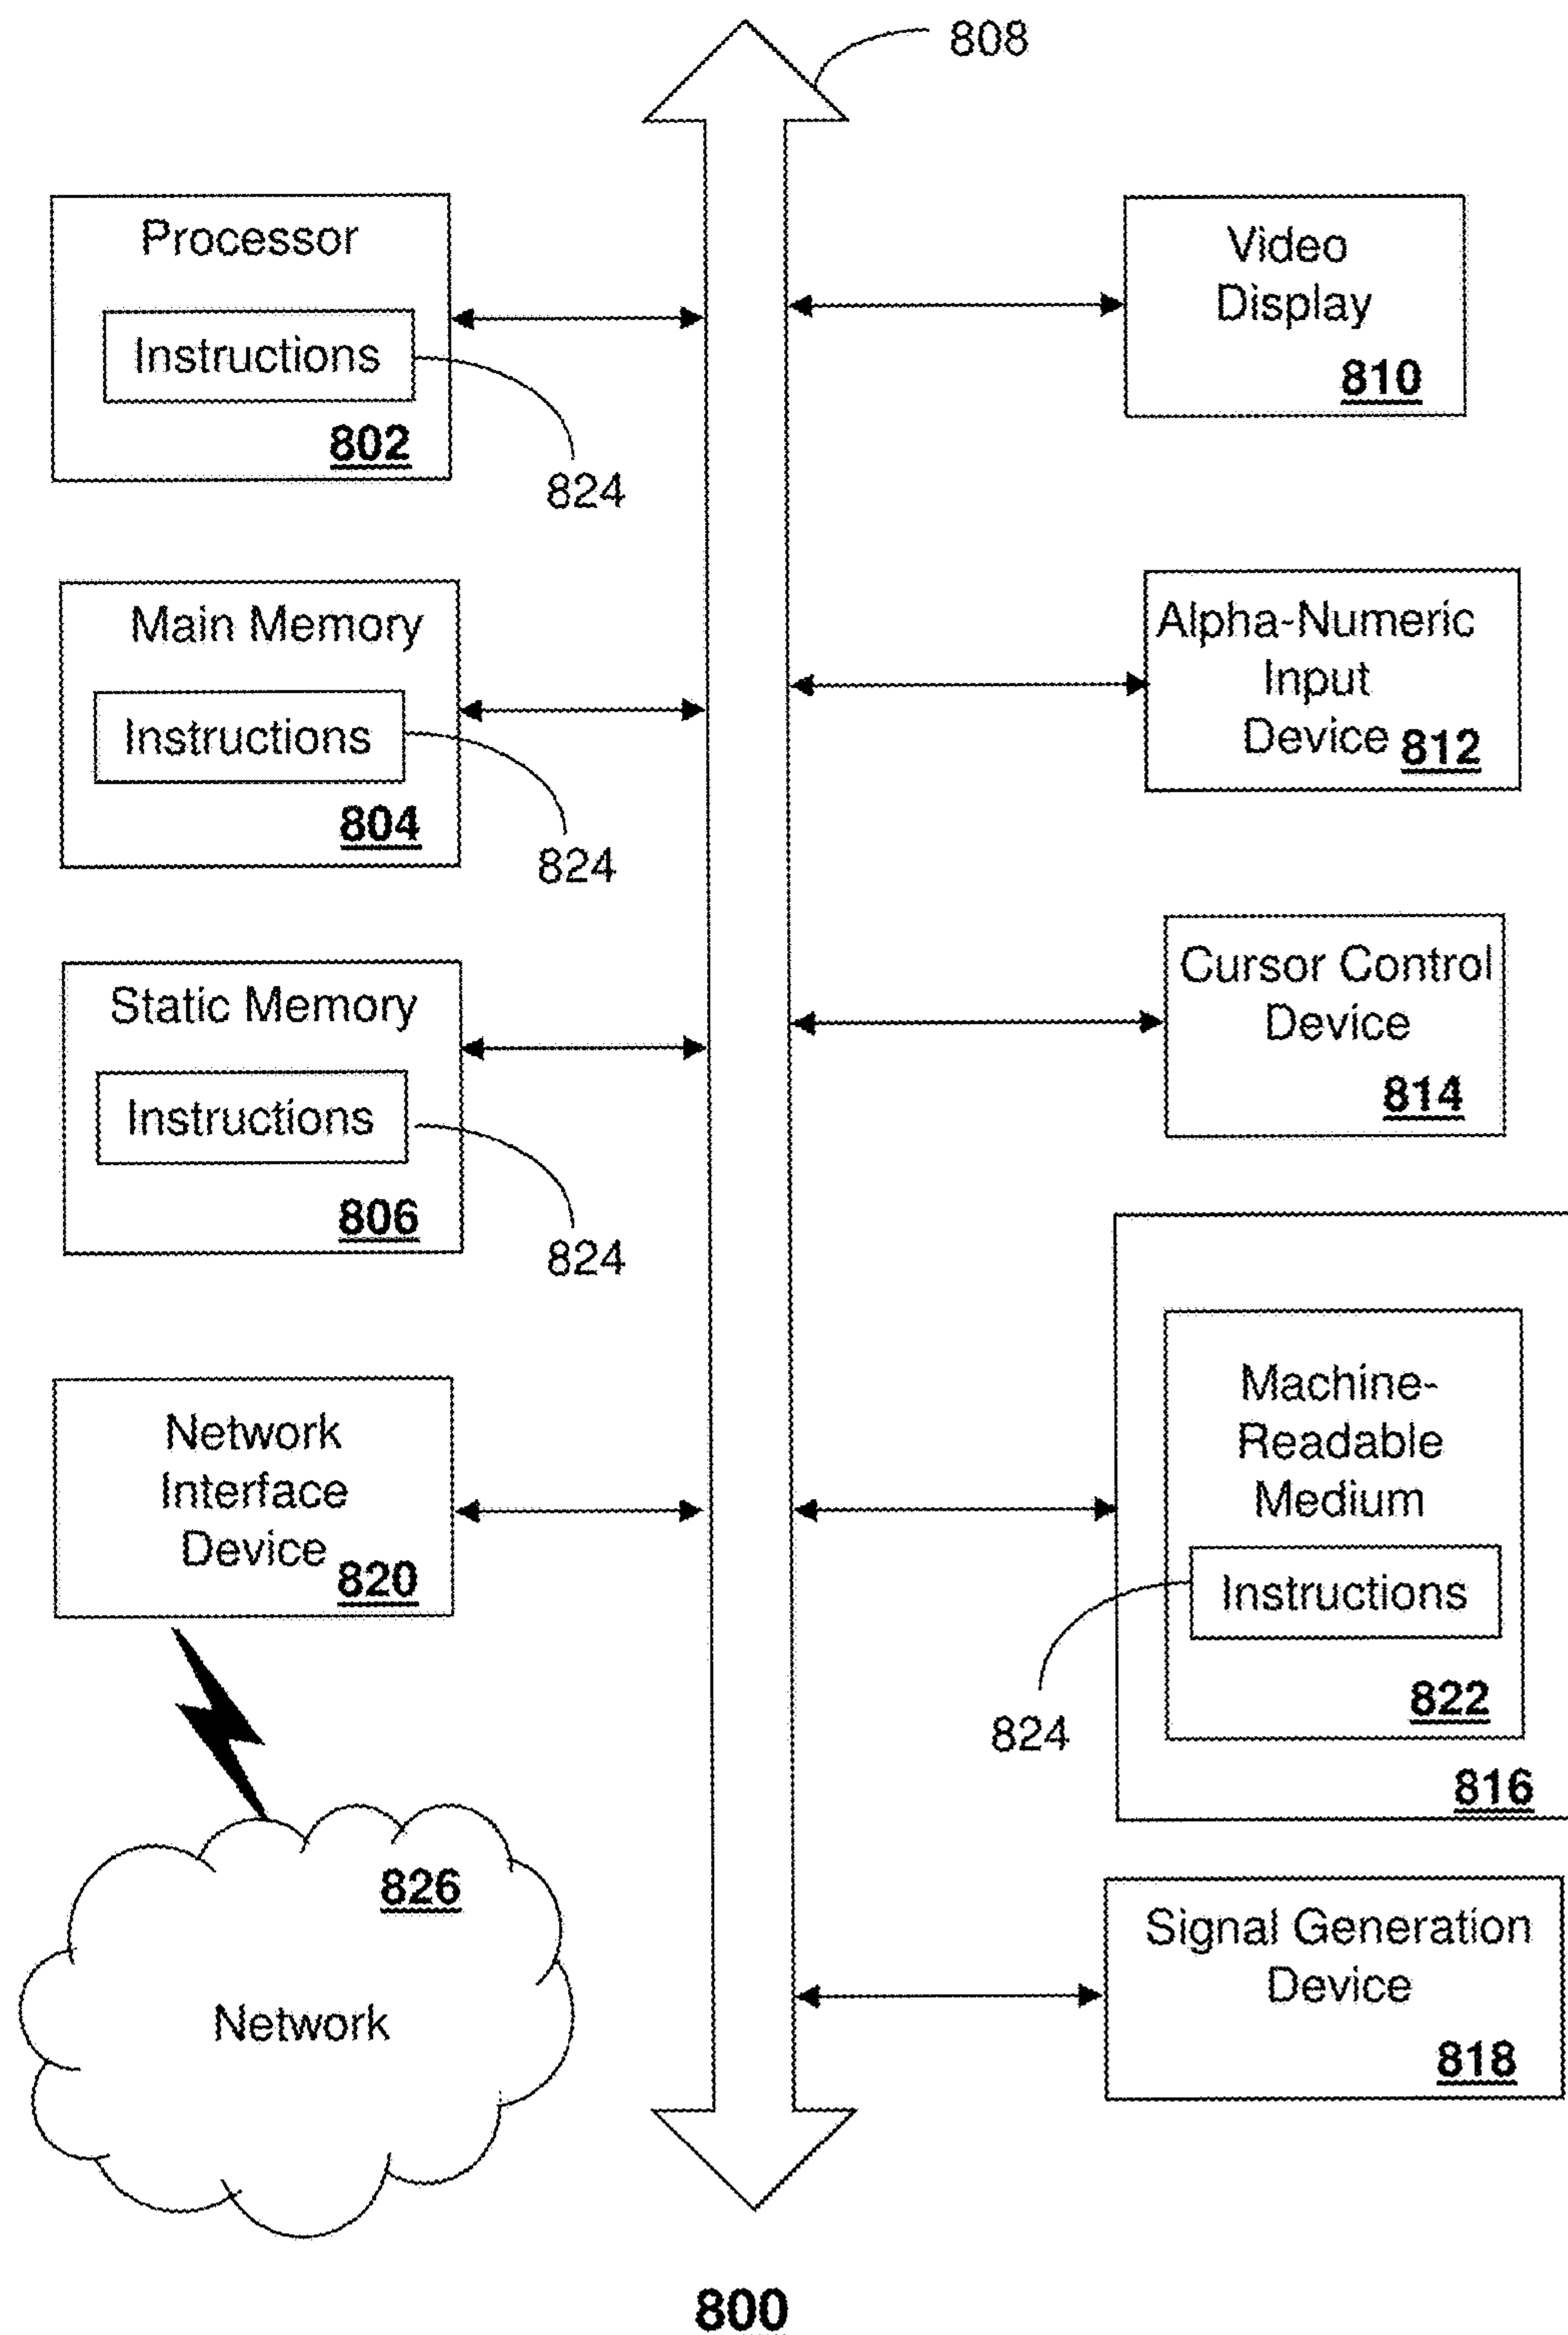 808
Processor
Instructions
802
824
Main Memory
Instructions
804
824
Static Memory
Instructions
806
824
Network
Interface
Device
820
826
Network
Video
Display
810
Alpha-Numeric
Input
Device
812
Cursor Control
Device
814
Machine-
Readable
Medium
Instructions
824
822
816
Signal Generation
Device
818
800